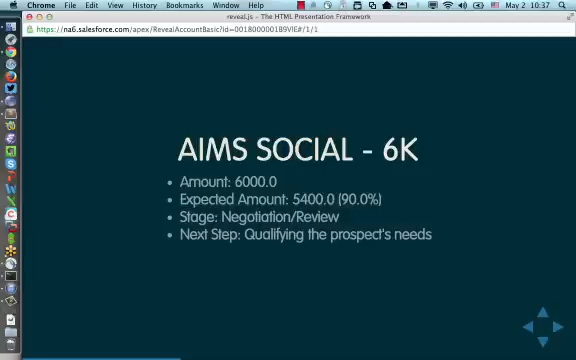 Chrome File Edit View History Bookmarks Window Help May 2 10:37
reveal.js – The HTML Presentation Framework
https://na6.salesforce.com/apex/RevealAccountBasic?id=0018000001B9VIE#/1/1
AIMS SOCIAL - 6K
• Amount: 6000.0
• Expected Amount: 5400.0 (90.0%)
• Stage: Negotiation/Review
• Next Step: Qualifying the prospect's needs